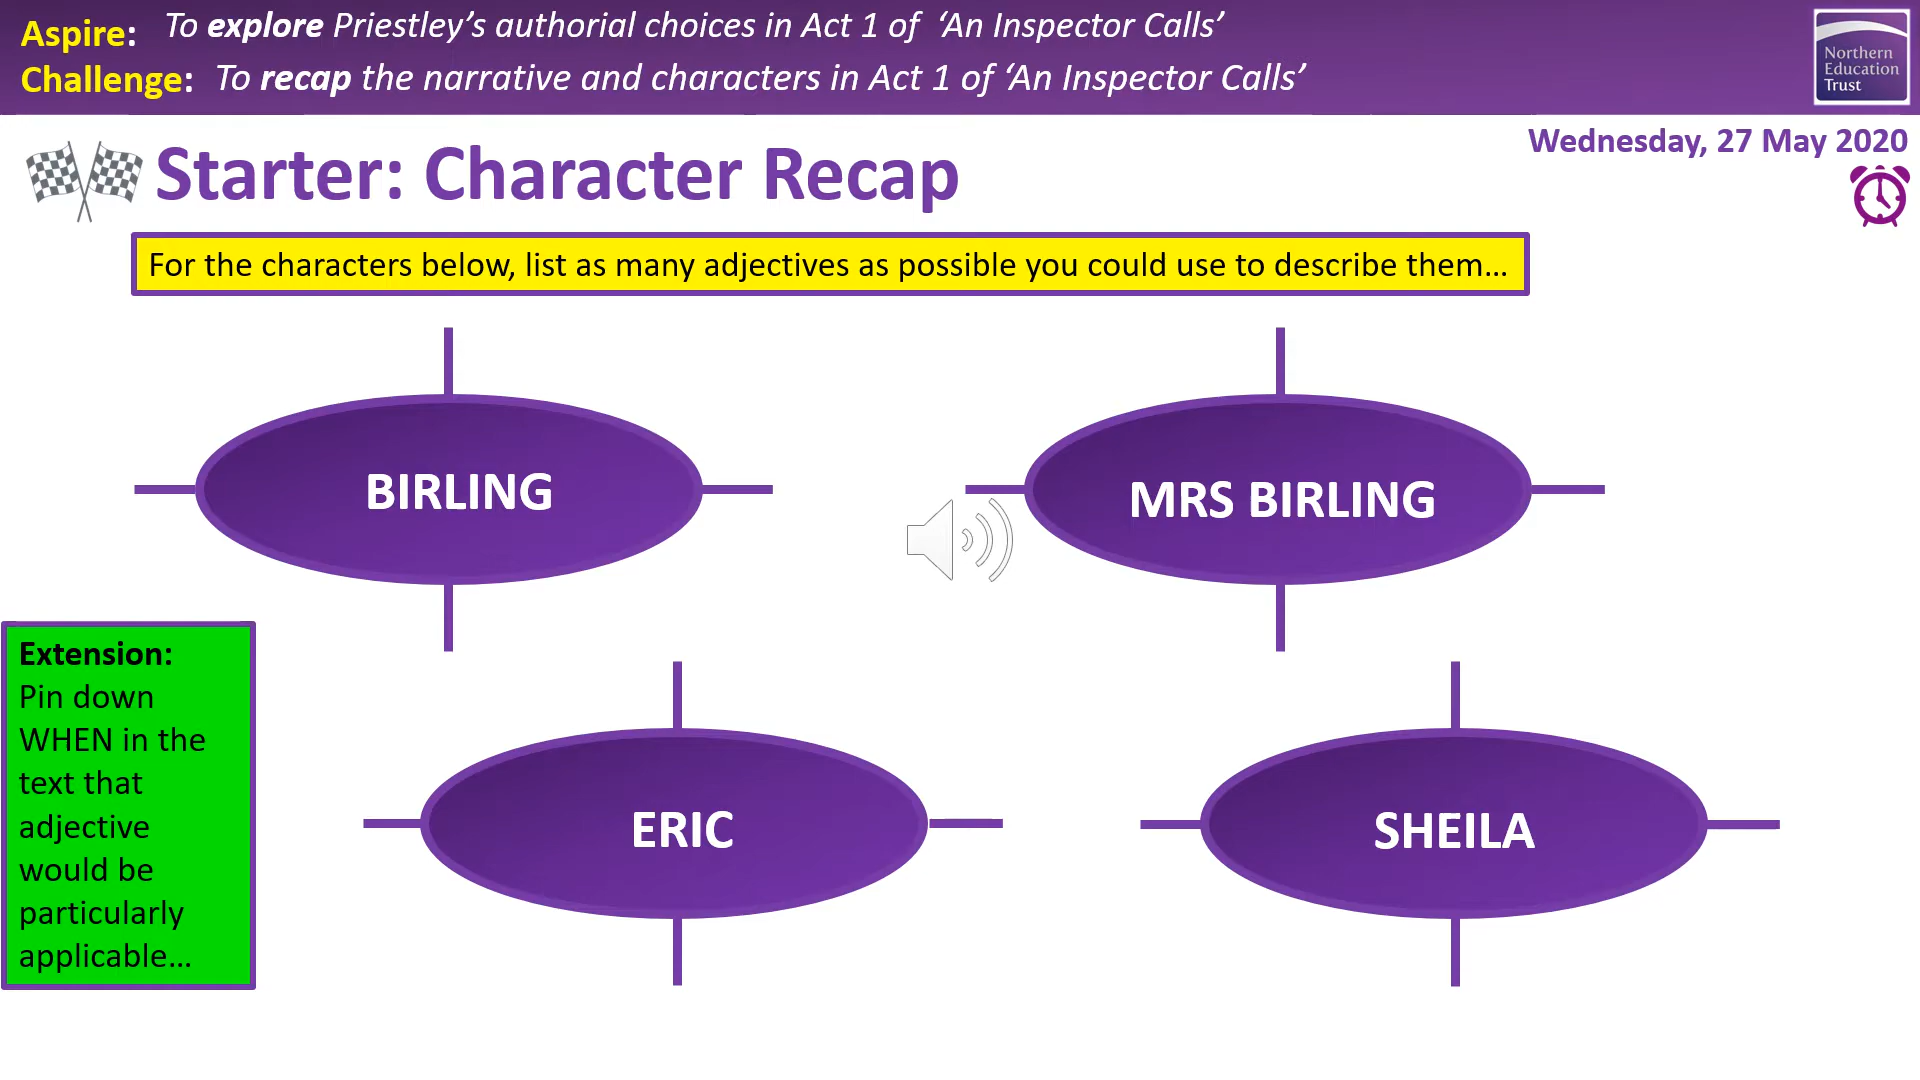 Aspire: To explore Priestley’s authorial choices in Act 1 of ‘An Inspector Calls’
Challenge: To recap the narrative and characters in Act 1 of ‘An Inspector Calls’
Northern
Education
Trust
Wednesday, 27 May 2020
Starter: Character Recap
For the characters below, list as many adjectives as possible you could use to describe them…
BIRLING
MRS BIRLING
Extension:
Pin down
WHEN in the
text that
adjective
would be
particularly
applicable…
ERIC
SHEILA